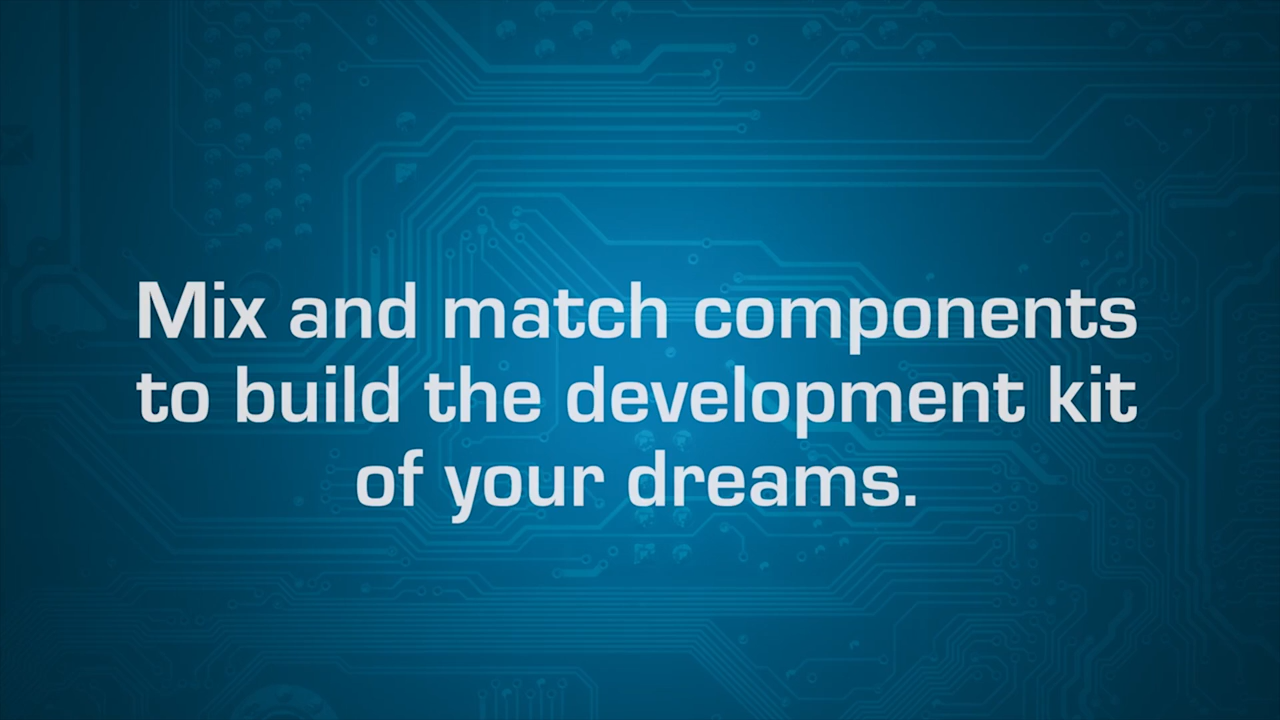 Mix and match components
to build the development kit
of your dreams.